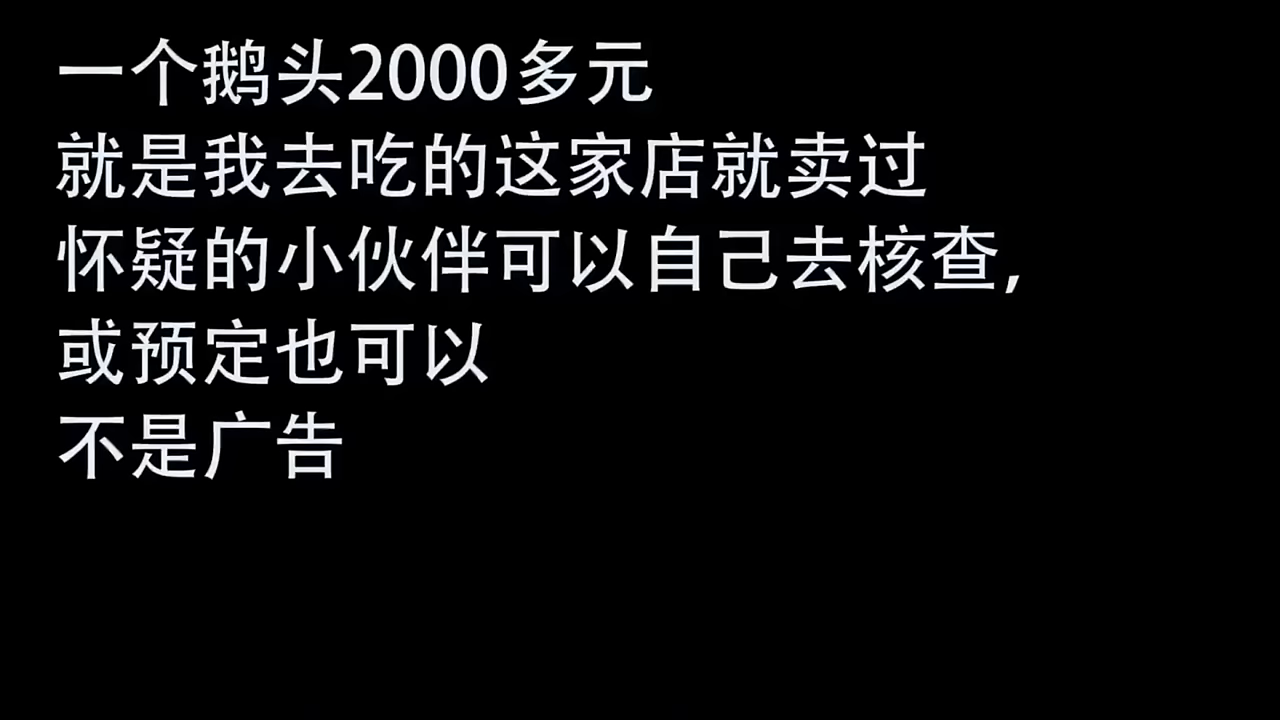 一个鹅头2000多元
就是我去吃的这家店就卖过
怀疑的小伙伴可以自己去核查,
或预定也可以
不是广告